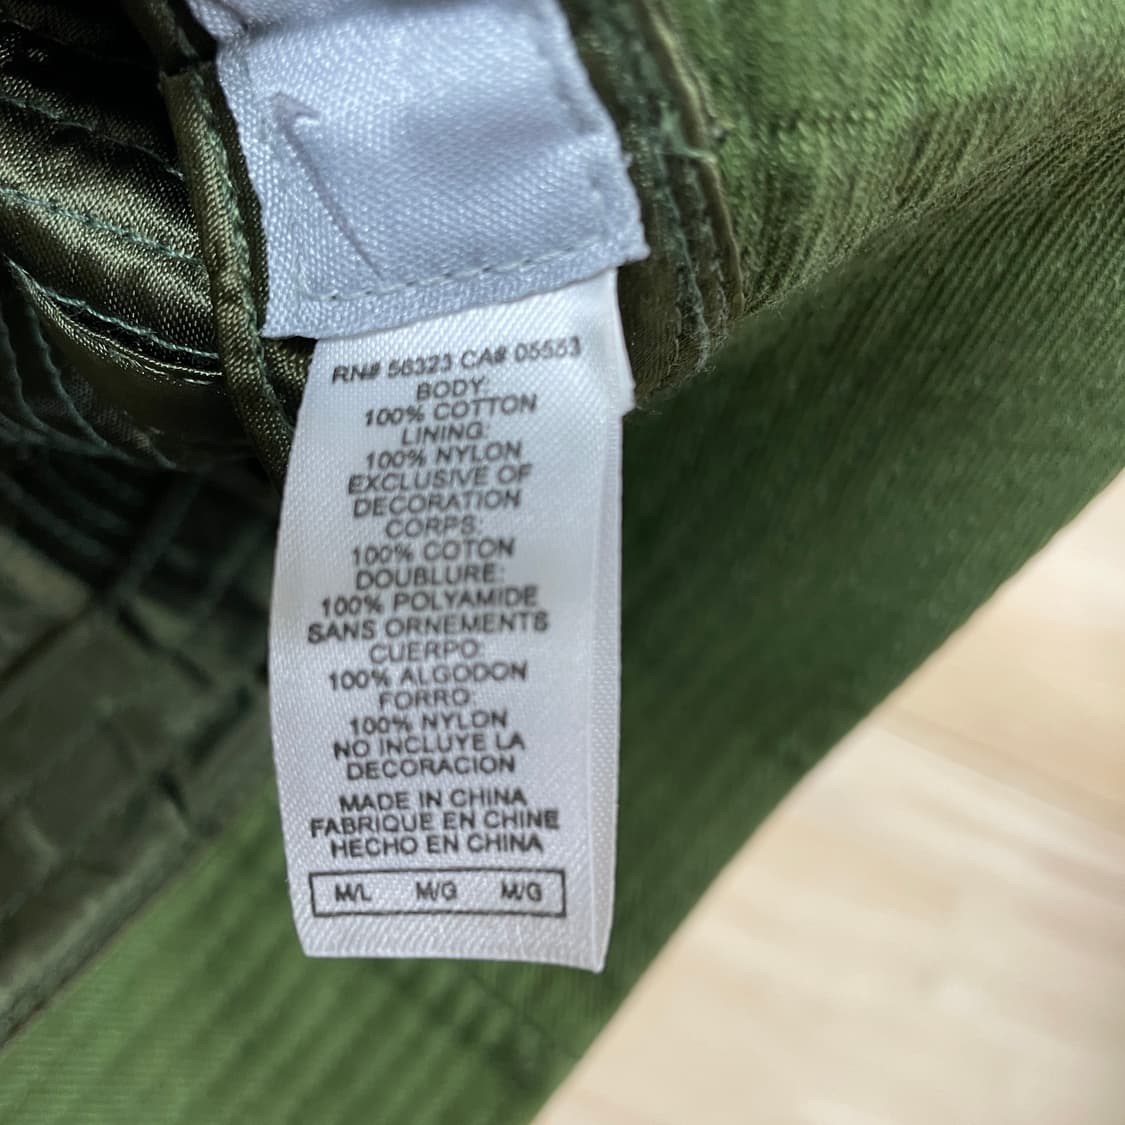 RN# 56323 CA# 05553
BODY:
100% COTTON
LINING:
100% NYLON
EXCLUSIVE OF
DECORATION
CORPS:
100% COTON
DOUBLURE:
100% POLYAMIDE
SANS ORNEMENTS
CUERPO:
100% ALGODON
FORRO:
100% NYLON
NO INCLUYE LA
DECORACION
MADE IN CHINA
FABRIQUE EN CHINE
HECHO EN CHINA
M/L M/G M/G